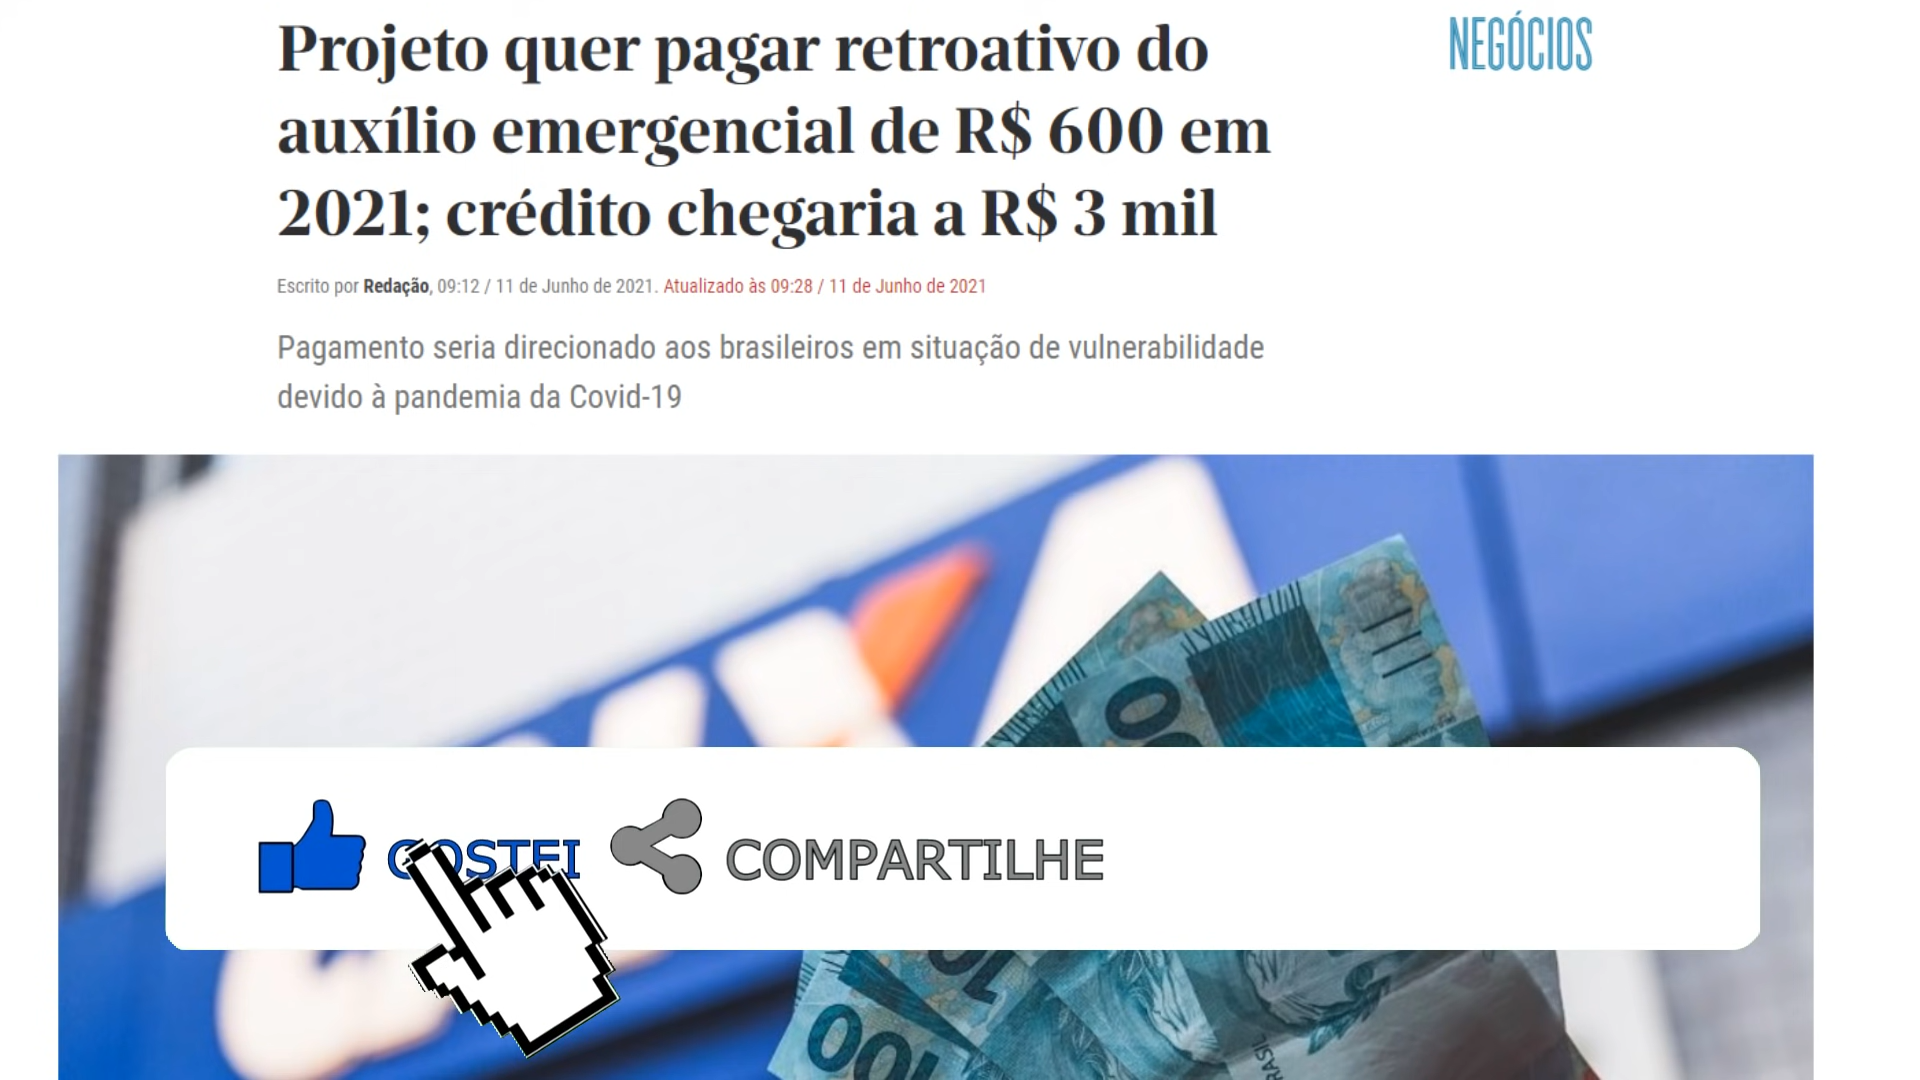 Projeto quer pagar retroativo do
NEGÓCIOS
auxílio emergencial de R$ 600 em
2021; crédito chegaria a R$ 3 mil
Escrito por Redação, 09:12 / 11 de Junho de 2021. Atualizado às 09:28 / 11 de Junho de 2021
Pagamento seria direcionado aos brasileiros em situação de vulnerabilidade
devido à pandemia da Covid-19
GOSTEI
COMPARTILHE
100